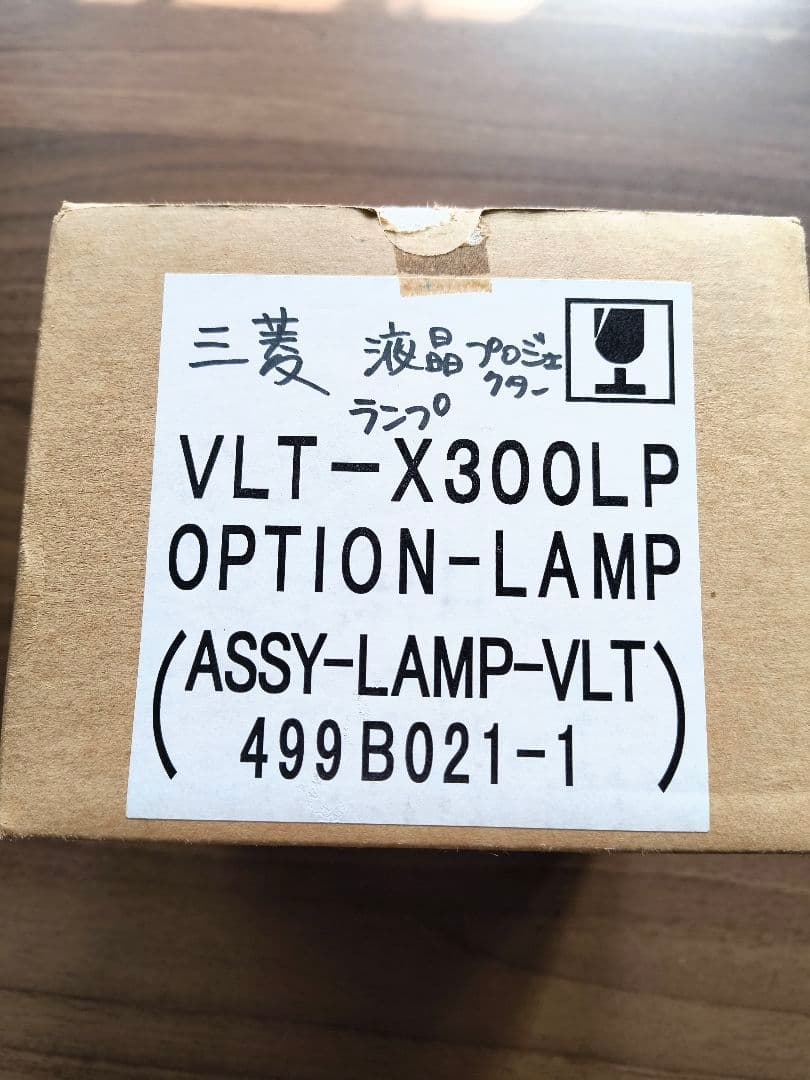 三菱 液晶プロジェ
クター
ランプ
VLT-X300LP
OPTION-LAMP
(ASSY-LAMP-VLT
499B021-1)